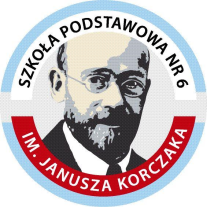 SZKOŁA PODSTAWOWA NR 6
IM. JANUSZA KORCZAKA